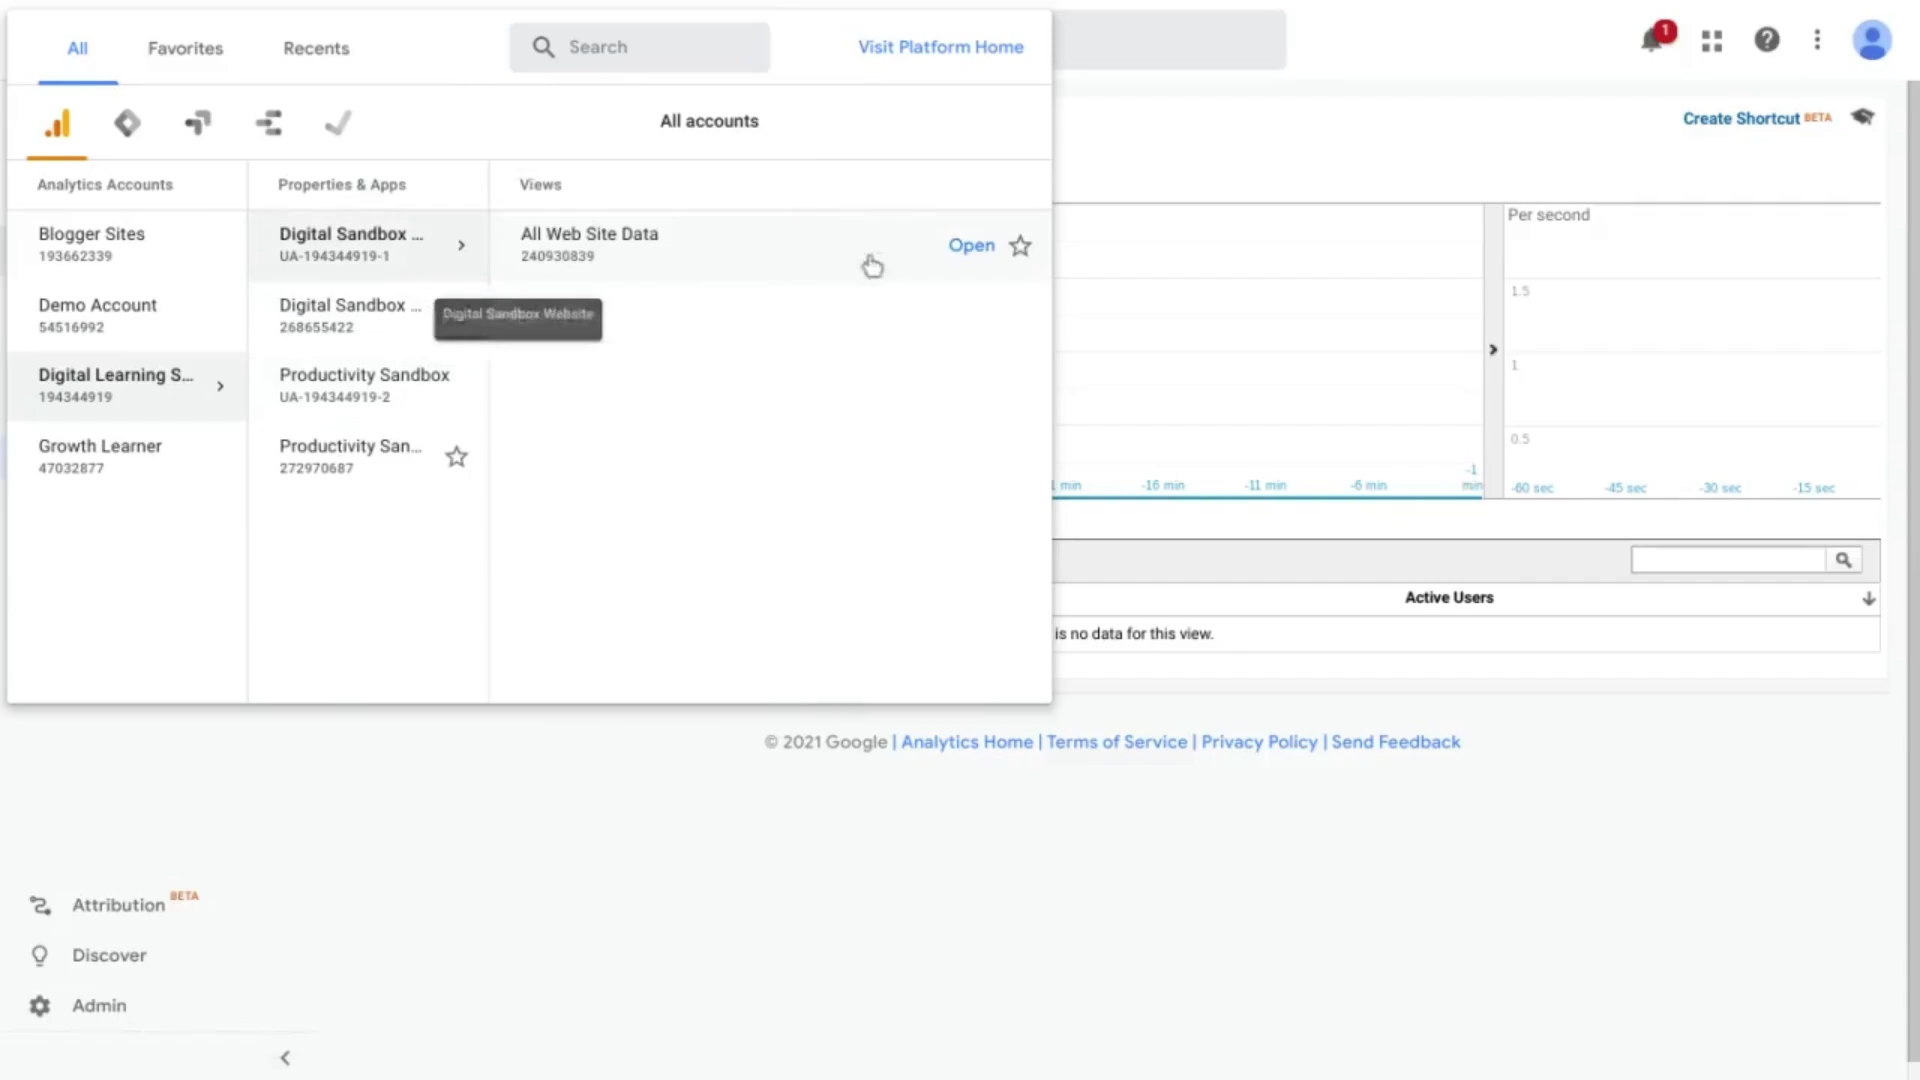 All
Favorites
Recents
Search
Visit Platform Home
1
All accounts
Create Shortcut BETA
Analytics Accounts
Properties & Apps
Views
Blogger Sites
193662339
Demo Account
54516992
Digital Learning S...
194344919
Growth Learner
47032877
Digital Sandbox ...
UA-194344919-1
Digital Sandbox ...
268655422
Productivity Sandbox
UA-194344919-2
Productivity San...
272970687
All Web Site Data
240930839
Open
Digital Sandbox Website
Per second
1.5
1
0.5
1 min
-16 min
-11 min
-6 min
-1
min
-60 sec
-45 sec
-30 sec
-15 sec
Active Users
is no data for this view.
© 2021 Google | Analytics Home | Terms of Service | Privacy Policy | Send Feedback
Attribution BETA
Discover
Admin